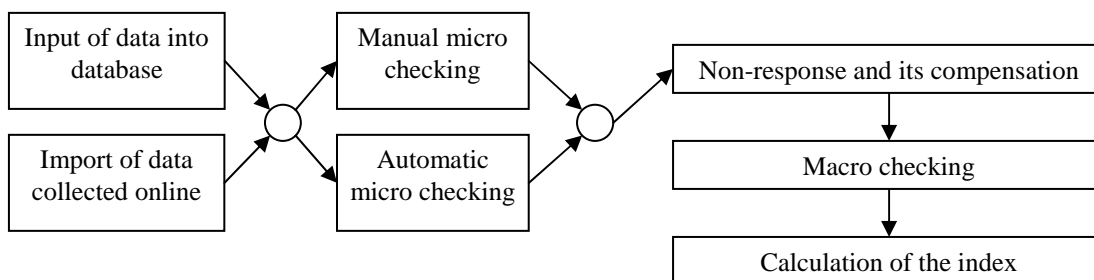 Input of data into
database
Import of data
collected online
Manual micro
checking
Automatic
micro checking
Non-response and its compensation
Macro checking
Calculation of the index